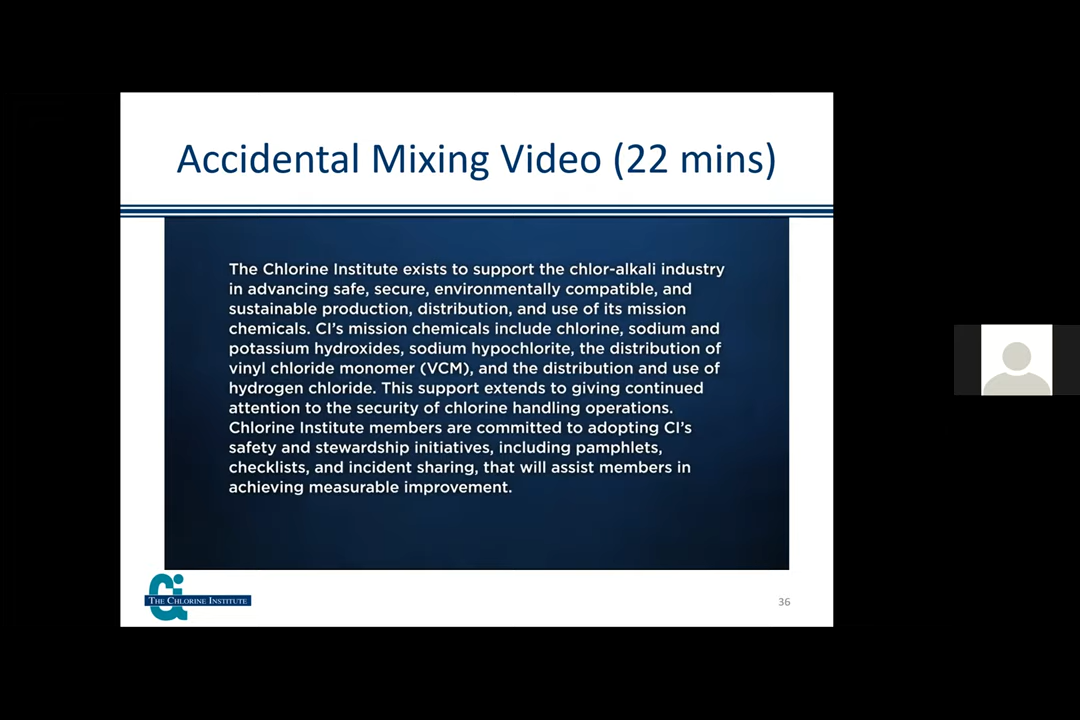 Accidental Mixing Video (22 mins)
The Chlorine Institute exists to support the chlor-alkali industry
in advancing safe, secure, environmentally compatible, and
sustainable production, distribution, and use of its mission
chemicals. CI's mission chemicals include chlorine, sodium and
potassium hydroxides, sodium hypochlorite, the distribution of
vinyl chloride monomer (VCM), and the distribution and use of
hydrogen chloride. This support extends to giving continued
attention to the security of chlorine handling operations.
Chlorine Institute members are committed to adopting CI's
safety and stewardship initiatives, including pamphlets,
checklists, and incident sharing, that will assist members in
achieving measurable improvement.
Ci
THE CHLORINE INSTITUTE
36